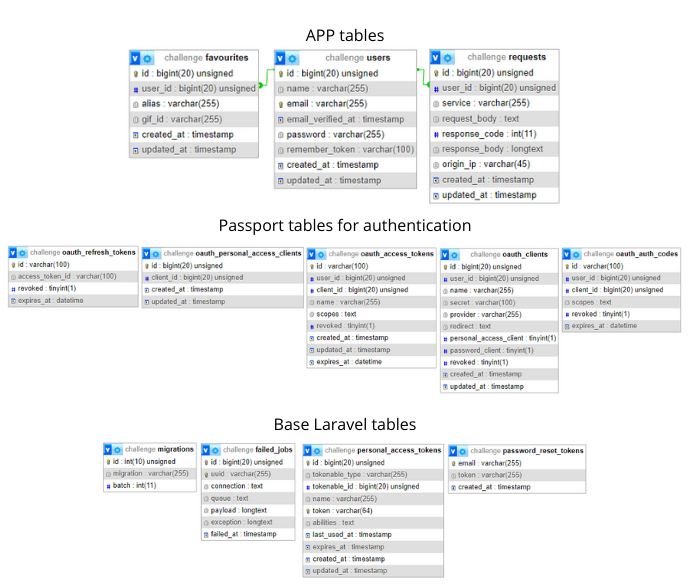 APP tables
challenge favourites
id : bigint(20) unsigned
user_id : bigint(20) unsigned
alias : varchar(255)
gif_id : varchar(255)
created_at : timestamp
updated_at : timestamp
challenge users
id : bigint(20) unsigned
name : varchar(255)
email : varchar(255)
email_verified_at : timestamp
password : varchar(255)
remember_token : varchar(100)
created_at : timestamp
updated_at : timestamp
challenge requests
id : bigint(20) unsigned
user_id : bigint(20) unsigned
service : varchar(255)
request_body : text
response_code : int(11)
response_body : longtext
origin_ip : varchar(45)
created_at : timestamp
updated_at : timestamp
Passport tables for authentication
challenge oauth_refresh_tokens
id : varchar(100)
access_token_id : varchar(100)
revoked : tinyint(1)
expires_at : datetime
challenge oauth_personal_access_clients
id : bigint(20) unsigned
client_id : bigint(20) unsigned
created_at : timestamp
updated_at : timestamp
challenge oauth_access_tokens
id : varchar(100)
user_id : bigint(20) unsigned
client_id : bigint(20) unsigned
name : varchar(255)
scopes : text
revoked : tinyint(1)
created_at : timestamp
updated_at : timestamp
expires_at : datetime
challenge oauth_clients
id : bigint(20) unsigned
user_id : bigint(20) unsigned
name : varchar(255)
secret : varchar(100)
provider : varchar(255)
redirect : text
personal_access_client : tinyint(1)
password_client : tinyint(1)
revoked : tinyint(1)
created_at : timestamp
updated_at : timestamp
challenge oauth_auth_codes
id : varchar(100)
user_id : bigint(20) unsigned
client_id : bigint(20) unsigned
scopes : text
revoked : tinyint(1)
expires_at : datetime
Base Laravel tables
challenge migrations
id : int(10) unsigned
migration : varchar(255)
batch : int(11)
challenge failed_jobs
id : bigint(20) unsigned
uuid : varchar(255)
connection : text
queue : text
payload : longtext
exception : longtext
failed_at : timestamp
challenge personal_access_tokens
id : bigint(20) unsigned
tokenable_type : varchar(255)
tokenable_id : bigint(20) unsigned
name : varchar(255)
token : varchar(64)
abilities : text
last_used_at : timestamp
expires_at : timestamp
created_at : timestamp
updated_at : timestamp
challenge password_reset_tokens
email : varchar(255)
token : varchar(255)
created_at : timestamp